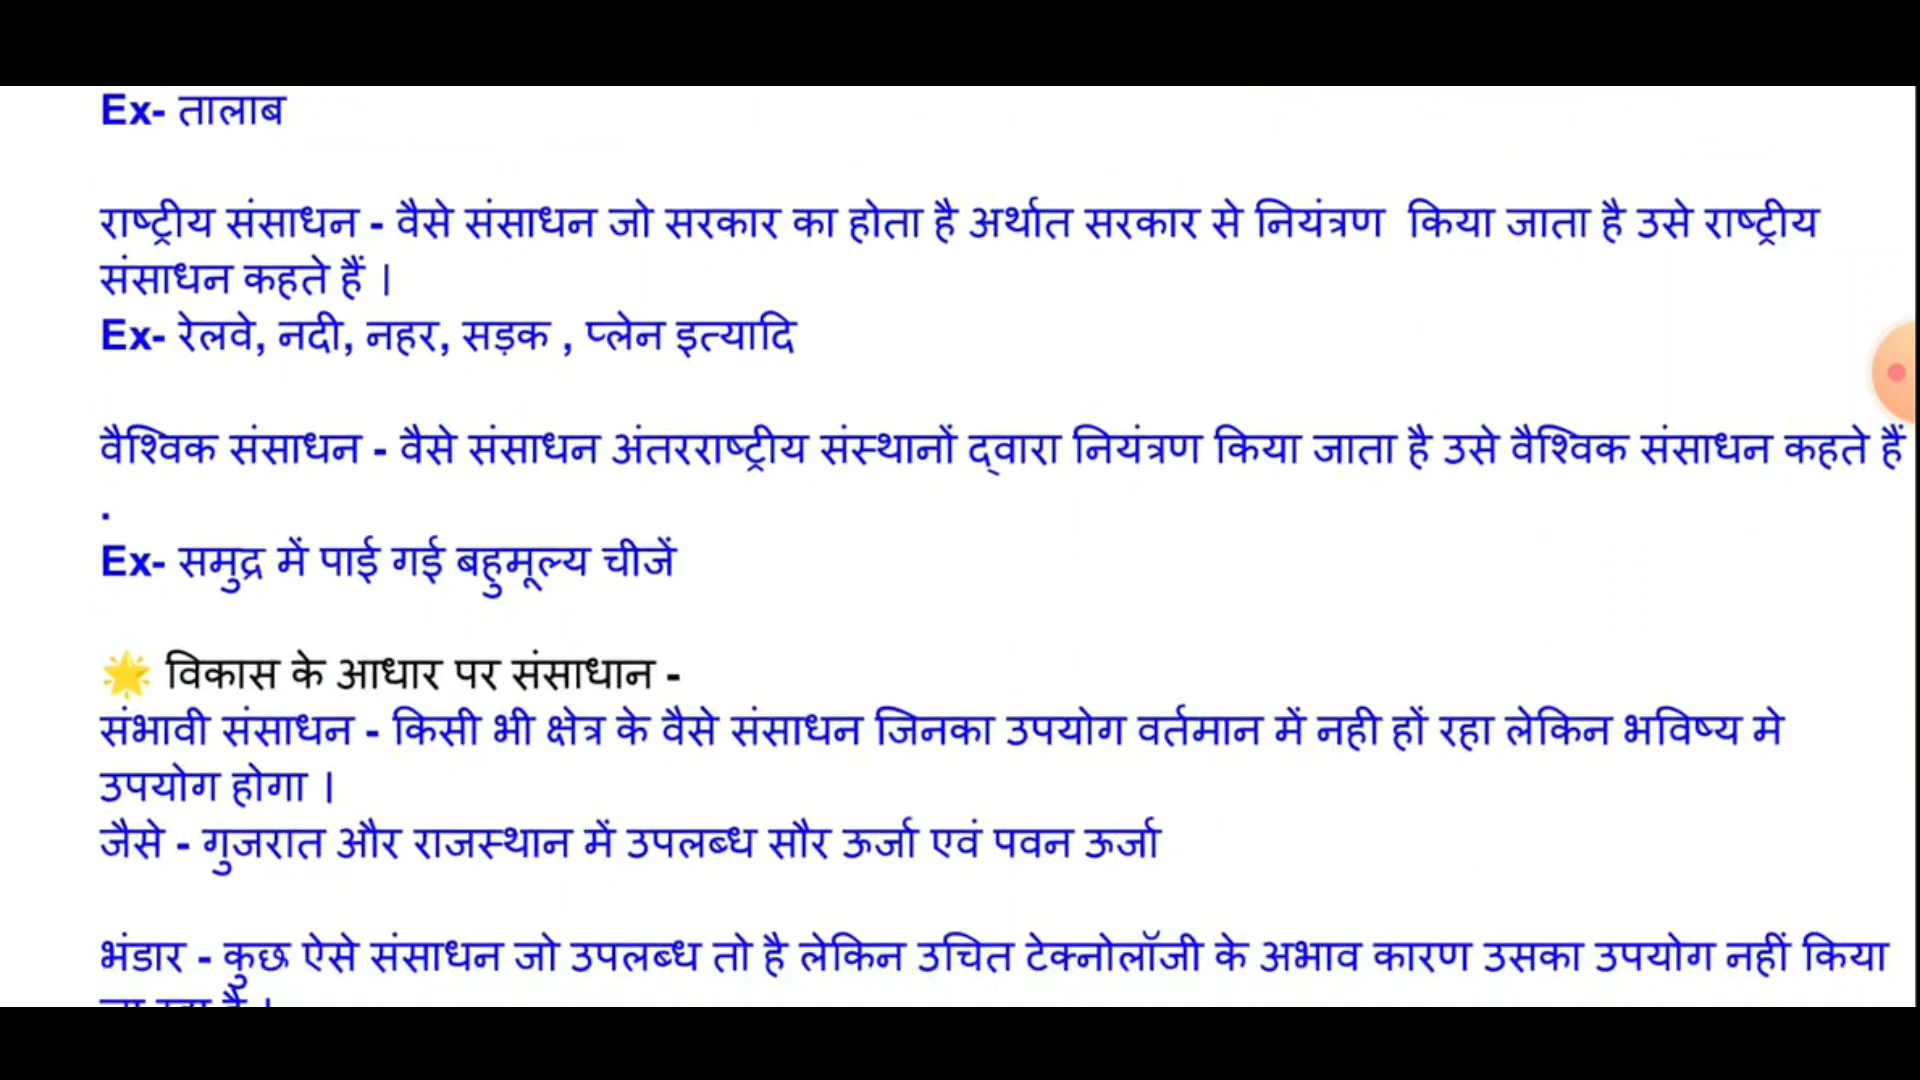 Ex- तालाब
राष्ट्रीय संसाधन - वैसे संसाधन जो सरकार का होता है अर्थात सरकार से नियंत्रण किया जाता है उसे राष्ट्रीय
संसाधन कहते हैं ।
Ex- रेलवे, नदी, नहर, सड़क , प्लेन इत्यादि
वैश्विक संसाधन - वैसे संसाधन अंतरराष्ट्रीय संस्थानों द्वारा नियंत्रण किया जाता है उसे वैश्विक संसाधन कहते हैं
.
Ex- समुद्र में पाई गई बहुमूल्य चीजें
🌟 विकास के आधार पर संसाधान -
संभावी संसाधन - किसी भी क्षेत्र के वैसे संसाधन जिनका उपयोग वर्तमान में नही हों रहा लेकिन भविष्य मे
उपयोग होगा ।
जैसे - गुजरात और राजस्थान में उपलब्ध सौर ऊर्जा एवं पवन ऊर्जा
भंडार - कुछ ऐसे संसाधन जो उपलब्ध तो है लेकिन उचित टेक्नोलॉजी के अभाव कारण उसका उपयोग नहीं किया